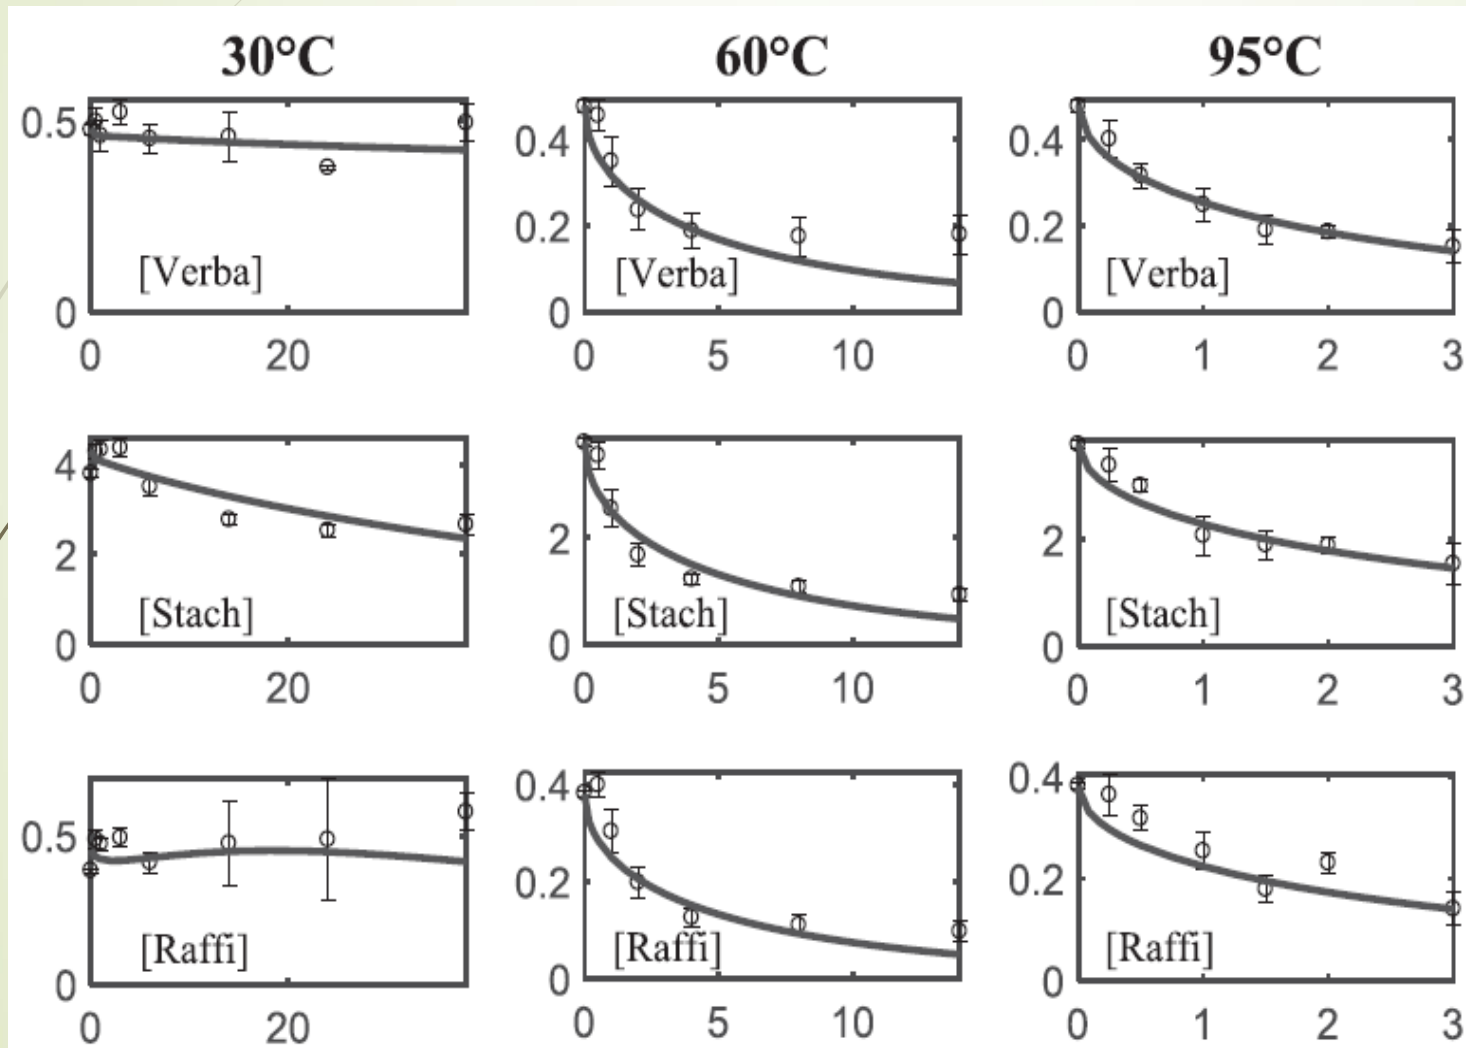 30°C 60°C 95°C
0.5 0.4 0.4
0.2 0.2
[Verba] [Verba] [Verba]
0 0 0
0 20 0 5 10 0 1 2 3
4
2 2 2
[Stach] [Stach] [Stach]
0 0 0
0 20 0 5 10 0 1 2 3
0.4 0.4
0.5 0.2 0.2
[Raffi] [Raffi] [Raffi]
0 0 0
0 20 0 5 10 0 1 2 3